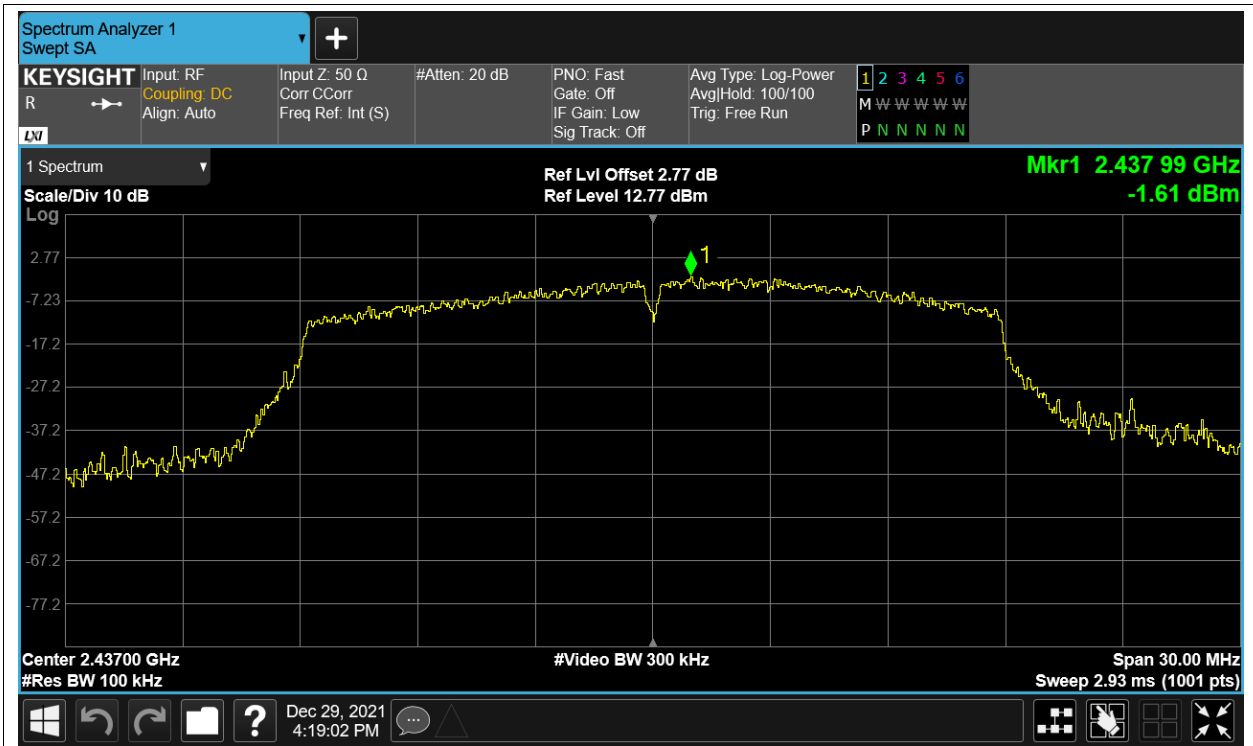 Spectrum Analyzer 1
Swept SA
KEYSIGHT
R
LXI
Input: RF
Coupling: DC
Align: Auto
Input Z: 50 Ω
Corr CCorr
Freq Ref: Int (S)
#Atten: 20 dB
PNO: Fast
Gate: Off
IF Gain: Low
Sig Track: Off
Avg Type: Log-Power
Avg|Hold: 100/100
Trig: Free Run
1 2 3 4 5 6
M W W W W W
P N N N N N
1 Spectrum
Scale/Div 10 dB
Log
Ref Lvl Offset 2.77 dB
Ref Level 12.77 dBm
Mkr1 2.437 99 GHz
-1.61 dBm
1
2.77
-7.23
-17.2
-27.2
-37.2
-47.2
-57.2
-67.2
-77.2
Center 2.43700 GHz
#Res BW 100 kHz
#Video BW 300 kHz
Span 30.00 MHz
Sweep 2.93 ms (1001 pts)
?
Dec 29, 2021
4:19:02 PM